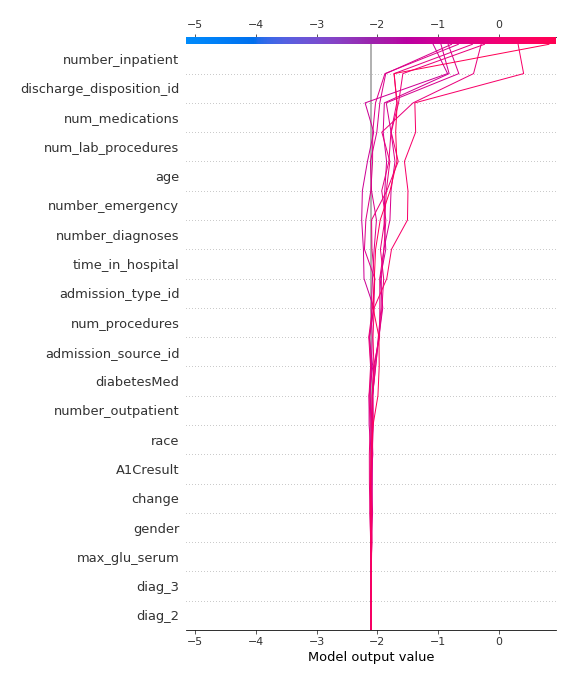 −5 −4 −3 −2 −1 0
number_inpatient
discharge_disposition_id
num_medications
num_lab_procedures
age
number_emergency
number_diagnoses
time_in_hospital
admission_type_id
num_procedures
admission_source_id
diabetesMed
number_outpatient
race
A1Cresult
change
gender
max_glu_serum
diag_3
diag_2
−5 −4 −3 −2 −1 0
Model output value